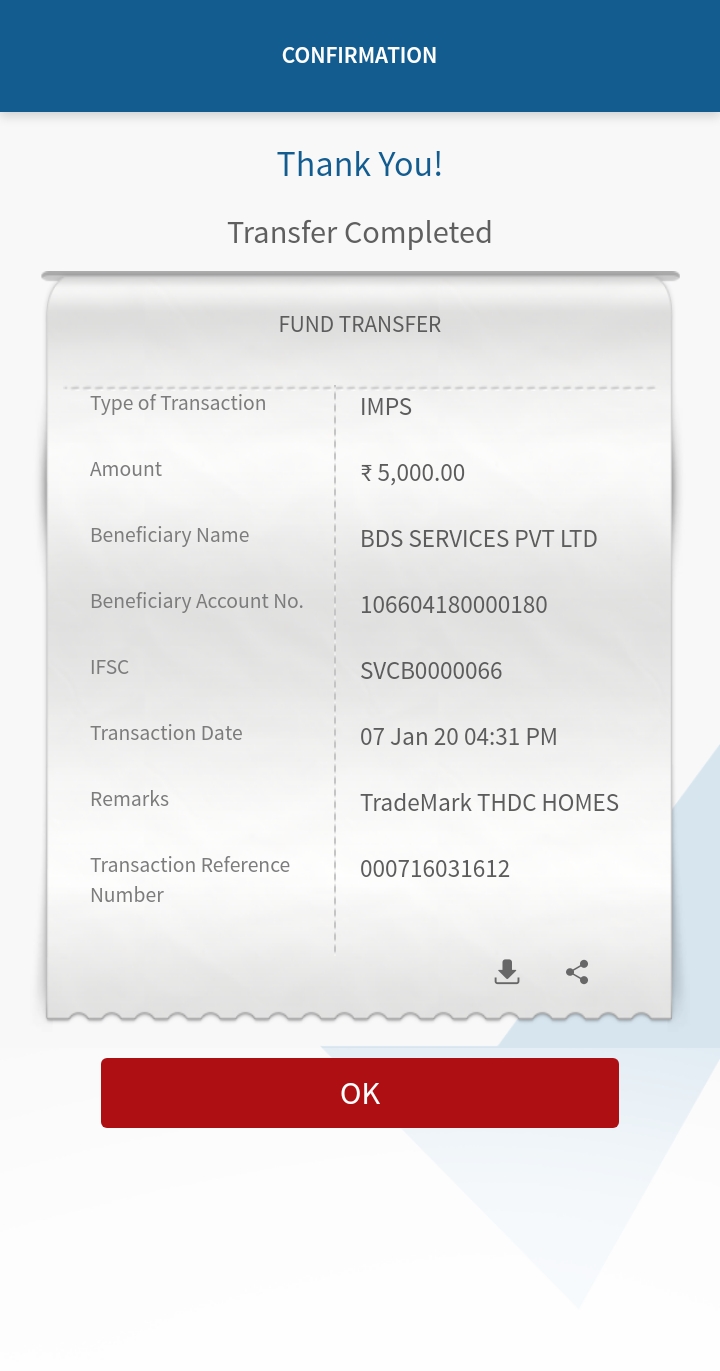 CONFIRMATION
Thank You!
Transfer Completed
FUND TRANSFER
Type of Transaction IMPS
Amount ₹ 5,000.00
Beneficiary Name BDS SERVICES PVT LTD
Beneficiary Account No. 106604180000180
IFSC SVCB0000066
Transaction Date 07 Jan 20 04:31 PM
Remarks TradeMark THDC HOMES
Transaction Reference 000716031612
Number
OK